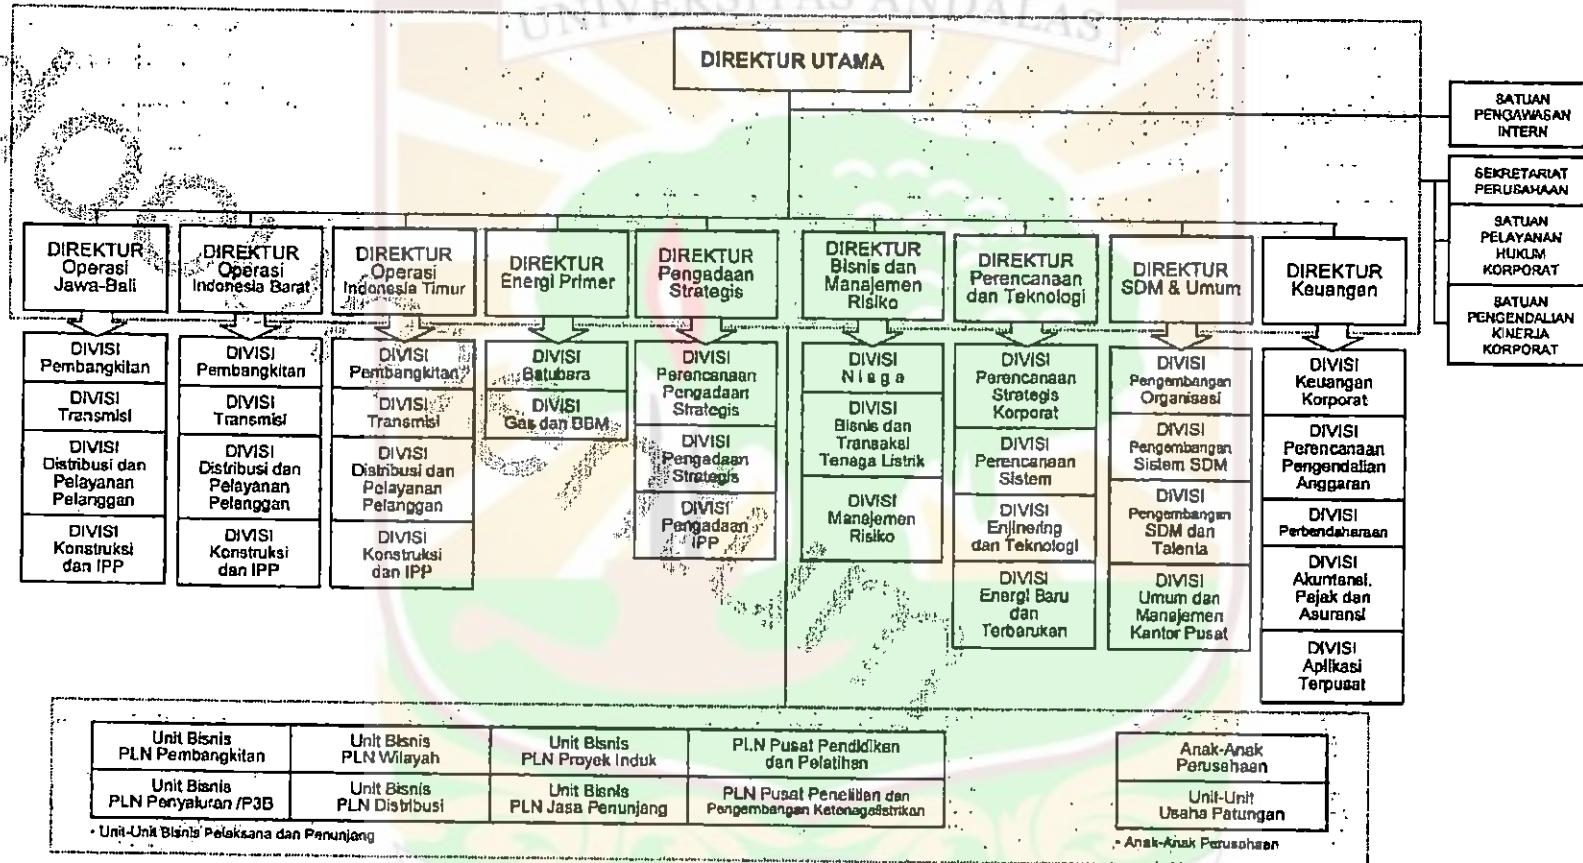 UNIVERSITAS ANDALAS
DIREKTUR UTAMA
SATUAN
PENGAWASAN
INTERN
SEKRETARIAT
PERUSAHAAN
SATUAN
PELAYANAN
HUKUM
KORPORAT
SATUAN
PENGENDALIAN
KINERJA
KORPORAT
DIREKTUR
Operasi
Jawa-Bali
DIREKTUR
Operasi
Indonesia Barat
DIREKTUR
Operasi
Indonesia Timur
DIREKTUR
Energi Primer
DIREKTUR
Pengadaan
Strategis
DIREKTUR
Bisnis dan
Manajemen
Risiko
DIREKTUR
Perencanaan
dan Teknologi
DIREKTUR
SDM & Umum
DIREKTUR
Keuangan
DIVISI
Pembangkitan
DIVISI
Transmisi
DIVISI
Distribusi dan
Pelayanan
Pelanggan
DIVISI
Konstruksi
dan IPP
DIVISI
Pembangkitan
DIVISI
Transmisi
DIVISI
Distribusi dan
Pelayanan
Pelanggan
DIVISI
Konstruksi
dan IPP
DIVISI
Pembangkitan
DIVISI
Transmisi
DIVISI
Distribusi dan
Pelayanan
Pelanggan
DIVISI
Konstruksi
dan IPP
DIVISI
Batubara
DIVISI
Gas dan BBM
DIVISI
Perencanaan
Pengadaan
Strategis
DIVISI
Pengadaan
Strategis
DIVISI
Pengadaan
IPP
DIVISI
Niaga
DIVISI
Bisnis dan
Transaksi
Tenaga Listrik
DIVISI
Manajemen
Risiko
DIVISI
Perencanaan
Strategis
Korporat
DIVISI
Perencanaan
Sistem
DIVISI
Enjinering
dan Teknologi
DIVISI
Energi Baru
dan
Terbarukan
DIVISI
Pengembangan
Organisasi
DIVISI
Pengembangan
Sistem SDM
DIVISI
Pengembangan
SDM dan
Talenta
DIVISI
Umum dan
Manajemen
Kantor Pusat
DIVISI
Keuangan
Korporat
DIVISI
Perencanaan
Pengendalian
Anggaran
DIVISI
Perbendaharaan
DIVISI
Akuntansi,
Pajak dan
Asuransi
DIVISI
Aplikasi
Terpusat
Unit Bisnis
PLN Pembangkitan
Unit Bisnis
PLN Wilayah
Unit Bisnis
PLN Proyek Induk
PLN Pusat Pendidikan
dan Pelatihan
Unit Bisnis
PLN Penyaluran /P3B
Unit Bisnis
PLN Distribusi
Unit Bisnis
PLN Jasa Penunjang
PLN Pusat Penelitian dan
Pengembangan Ketenagalistrikan
• Unit-Unit Bisnis Pelaksana dan Penunjang
Anak-Anak
Perusahaan
Unit-Unit
Usaha Patungan
• Anak-Anak Perusahaan